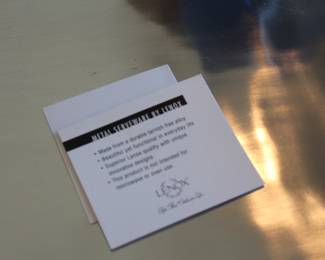 METAL SERVEWARE BY LENOX
• Made from a durable tarnish free alloy
• Beautiful yet functional in everyday life
• Superior Lenox quality with unique
innovative designs
• This product is not intended for
microwave or oven use
LENOX